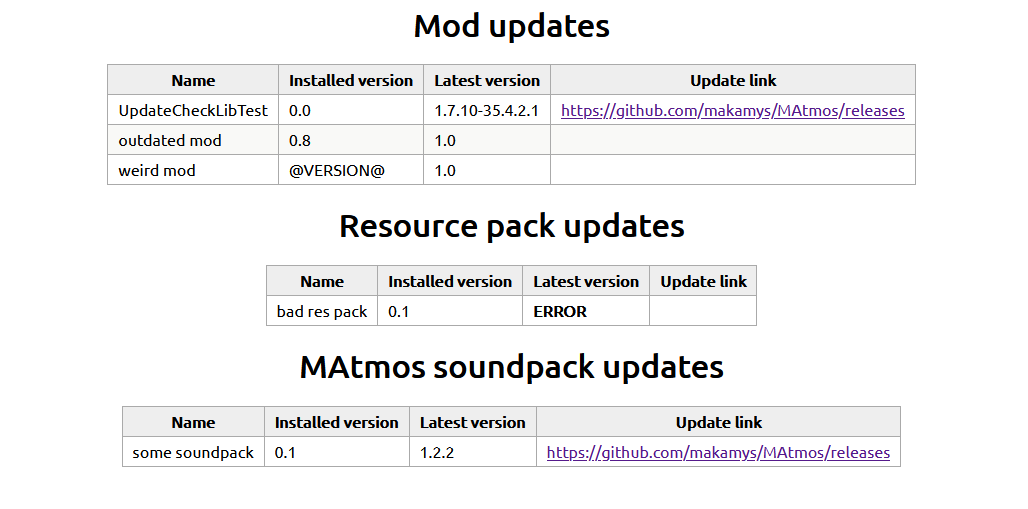 Mod updates
Name Installed version Latest version Update link
UpdateCheckLibTest 0.0 1.7.10-35.4.2.1 https://github.com/makamys/MAtmos/releases
outdated mod 0.8 1.0
weird mod @VERSION@ 1.0
Resource pack updates
Name Installed version Latest version Update link
bad res pack 0.1 ERROR
MAtmos soundpack updates
Name Installed version Latest version Update link
some soundpack 0.1 1.2.2 https://github.com/makamys/MAtmos/releases